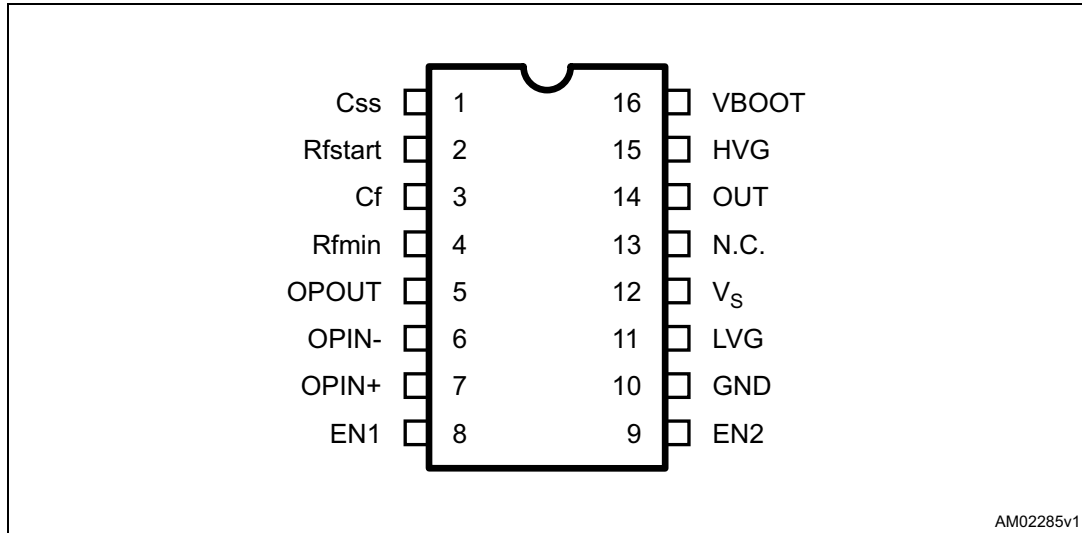 Css 1 16 VBOOT
Rfstart 2 15 HVG
Cf 3 14 OUT
Rfmin 4 13 N.C.
OPOUT 5 12 VS
OPIN- 6 11 LVG
OPIN+ 7 10 GND
EN1 8 9 EN2
AM02285v1